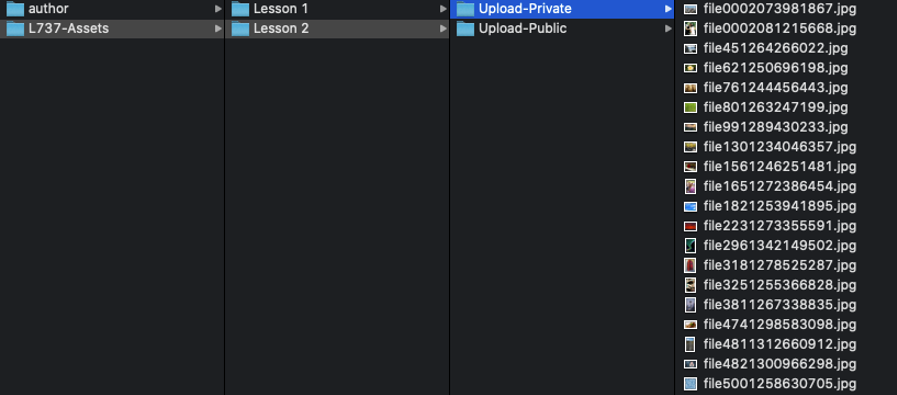 author
L737-Assets
Lesson 1
Lesson 2
Upload-Private
Upload-Public
file0002073981867.jpg
file0002081215668.jpg
file451264266022.jpg
file621250696198.jpg
file761244456443.jpg
file801263247199.jpg
file991289430233.jpg
file1301234046357.jpg
file1561246251481.jpg
file1651272386454.jpg
file1821253941895.jpg
file2231273355591.jpg
file2961342149502.jpg
file3181278525287.jpg
file3251255366828.jpg
file3811267338835.jpg
file4741298583098.jpg
file4811312660912.jpg
file4821300966298.jpg
file5001258630705.jpg